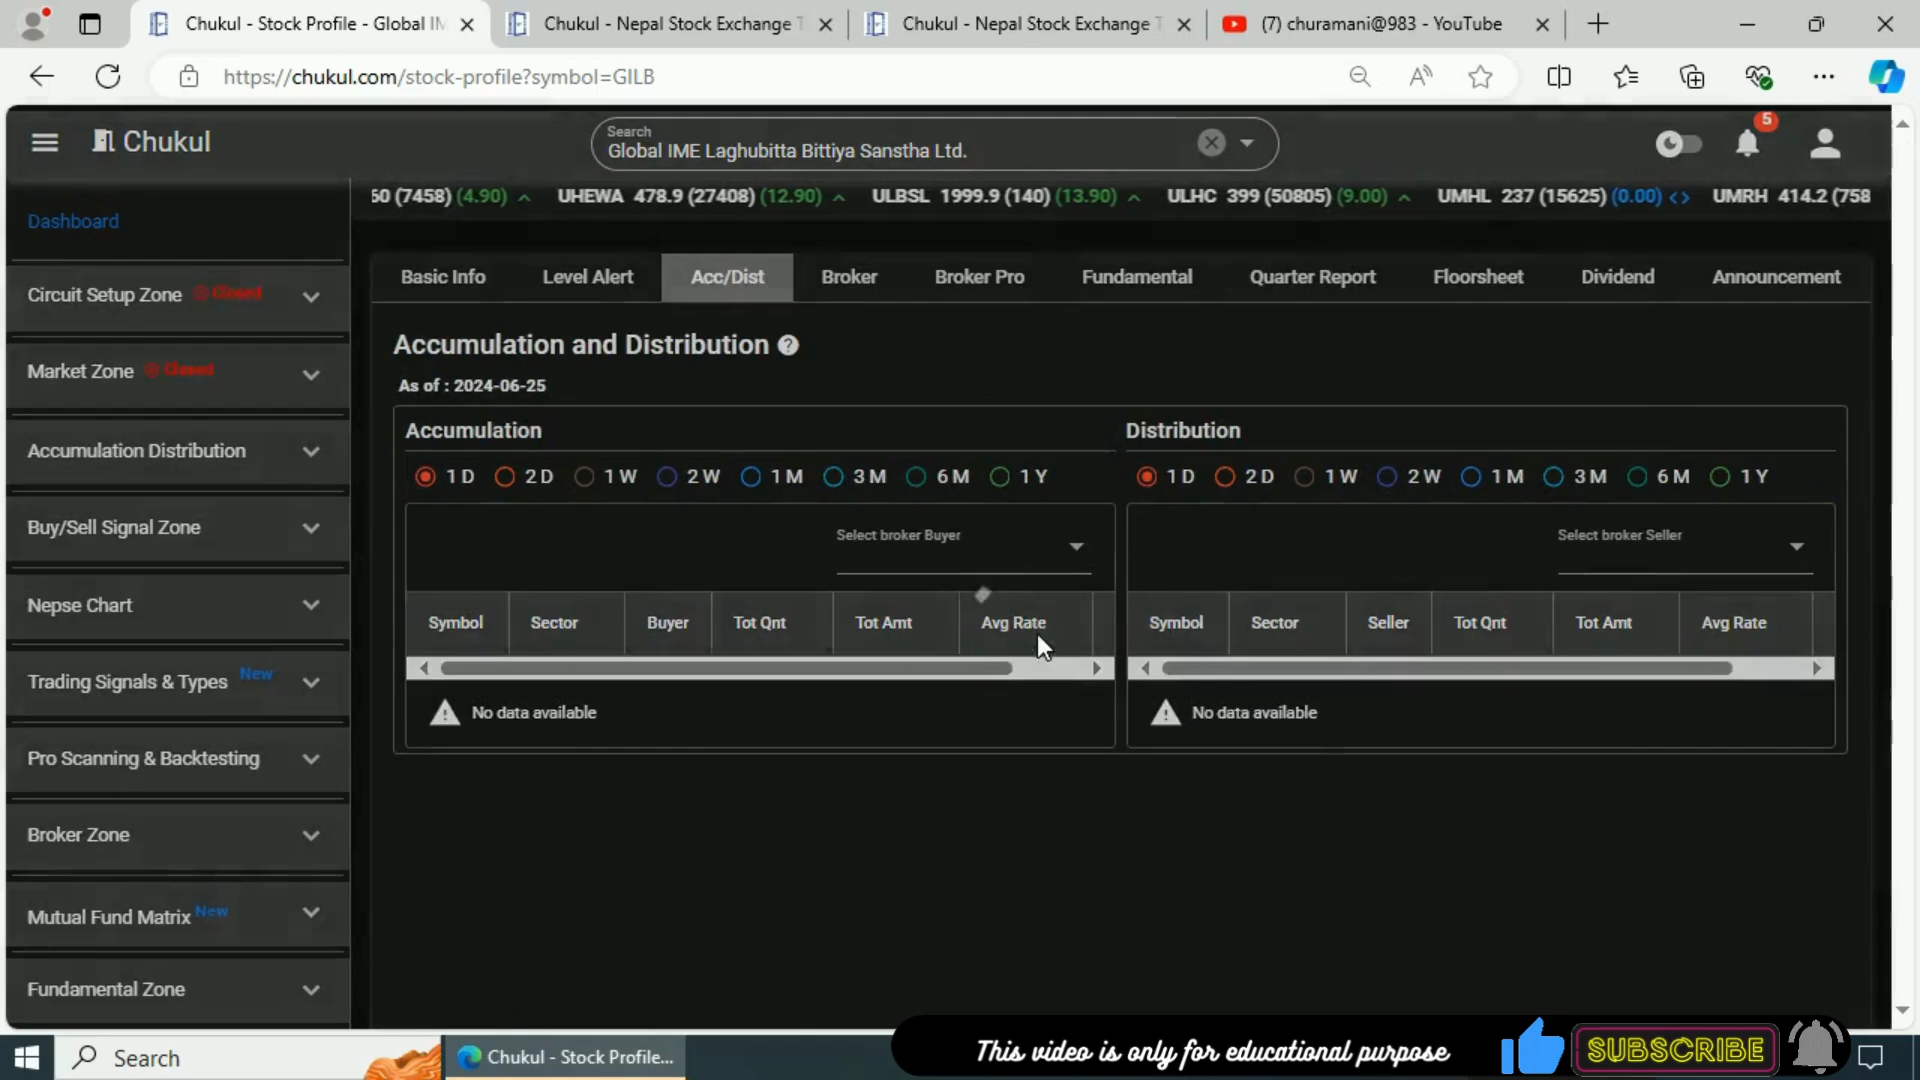 Chukul - Stock Profile - Global IM
Chukul - Nepal Stock Exchange T
Chukul - Nepal Stock Exchange T
(7) churamani@983 - YouTube
https://chukul.com/stock-profile?symbol=GILB
Chukul
Search
Global IME Laghubitta Bittiya Sanstha Ltd.
5
60 (7458) (4.90) UHEWA 478.9 (27408) (12.90) ULBSL 1999.9 (140) (13.90) ULHC 399 (50805) (9.00) UMHL 237 (15625) (0.00) <> UMRH 414.2 (758
Dashboard
Circuit Setup Zone Closed
Market Zone Closed
Accumulation Distribution
Buy/Sell Signal Zone
Nepse Chart
Trading Signals & Types New
Pro Scanning & Backtesting
Broker Zone
Mutual Fund Matrix New
Fundamental Zone
Basic Info Level Alert Acc/Dist Broker Broker Pro Fundamental Quarter Report Floorsheet Dividend Announcement
Accumulation and Distribution ?
As of : 2024-06-25
Accumulation
1 D 2 D 1 W 2 W 1 M 3 M 6 M 1 Y
Select broker Buyer
Symbol Sector Buyer Tot Qnt Tot Amt Avg Rate
No data available
Distribution
1 D 2 D 1 W 2 W 1 M 3 M 6 M 1 Y
Select broker Seller
Symbol Sector Seller Tot Qnt Tot Amt Avg Rate
No data available
This video is only for educational purpose
SUBSCRIBE
Search
Chukul - Stock Profile...